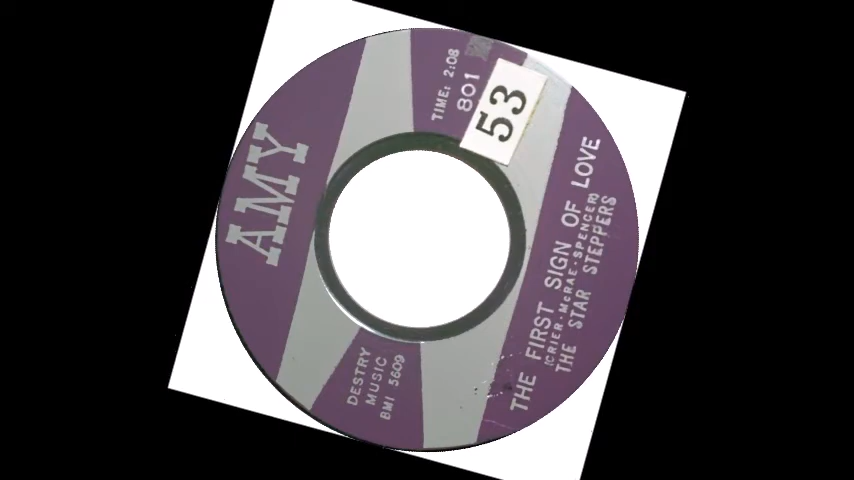 AMY
DESTRY
MUSIC
BMI 5609
TIME: 2:08
801
53
THE FIRST SIGN OF LOVE
(CRIER-McRAE-SPENCER)
THE STAR STEPPERS